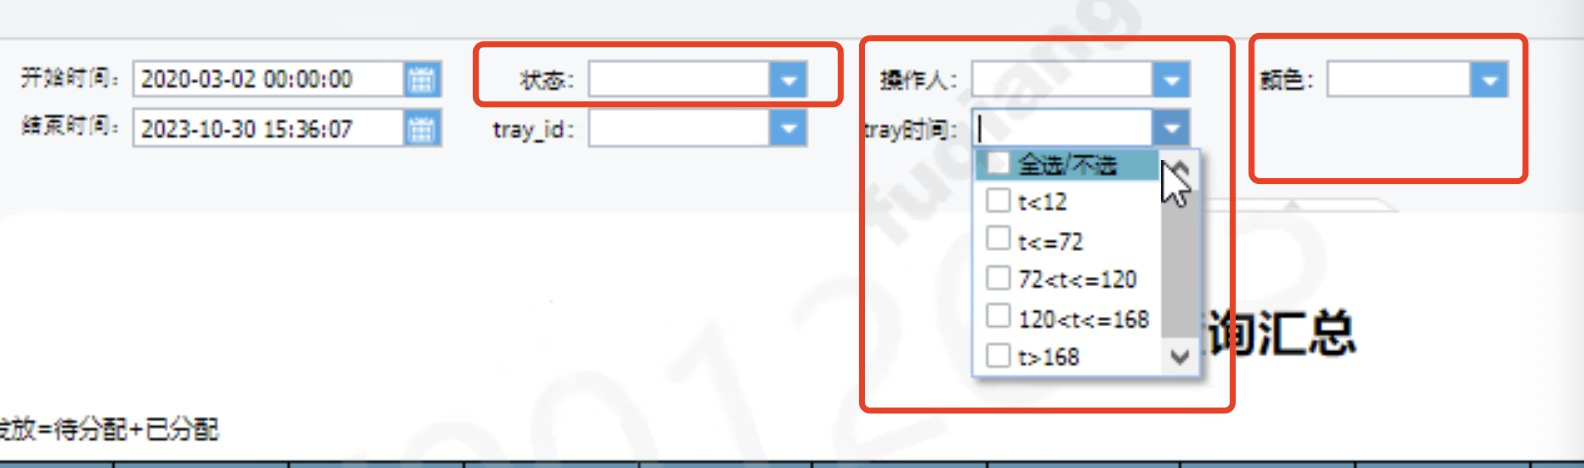 开始时间: 2020-03-02 00:00:00 状态: 操作人: 颜色:
结束时间: 2023-10-30 15:36:07 tray_id: tray时间:
全选/不选
t<12
t<=72
72<t<=120
120<t<=168
t>168
询汇总
发放=待分配+已分配